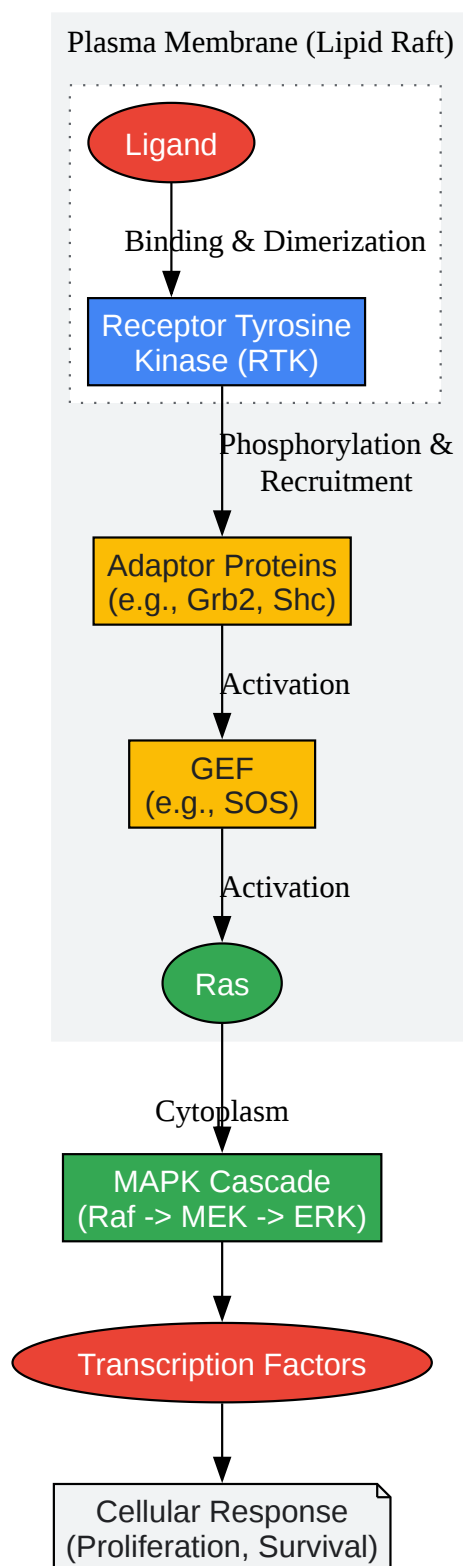 Plasma Membrane (Lipid Raft)
Ligand
Binding & Dimerization
Receptor Tyrosine
Kinase (RTK)
Phosphorylation &
Recruitment
Adaptor Proteins
(e.g., Grb2, Shc)
Activation
GEF
(e.g., SOS)
Activation
Ras
Cytoplasm
MAPK Cascade
(Raf -> MEK -> ERK)
Transcription Factors
Cellular Response
(Proliferation, Survival)